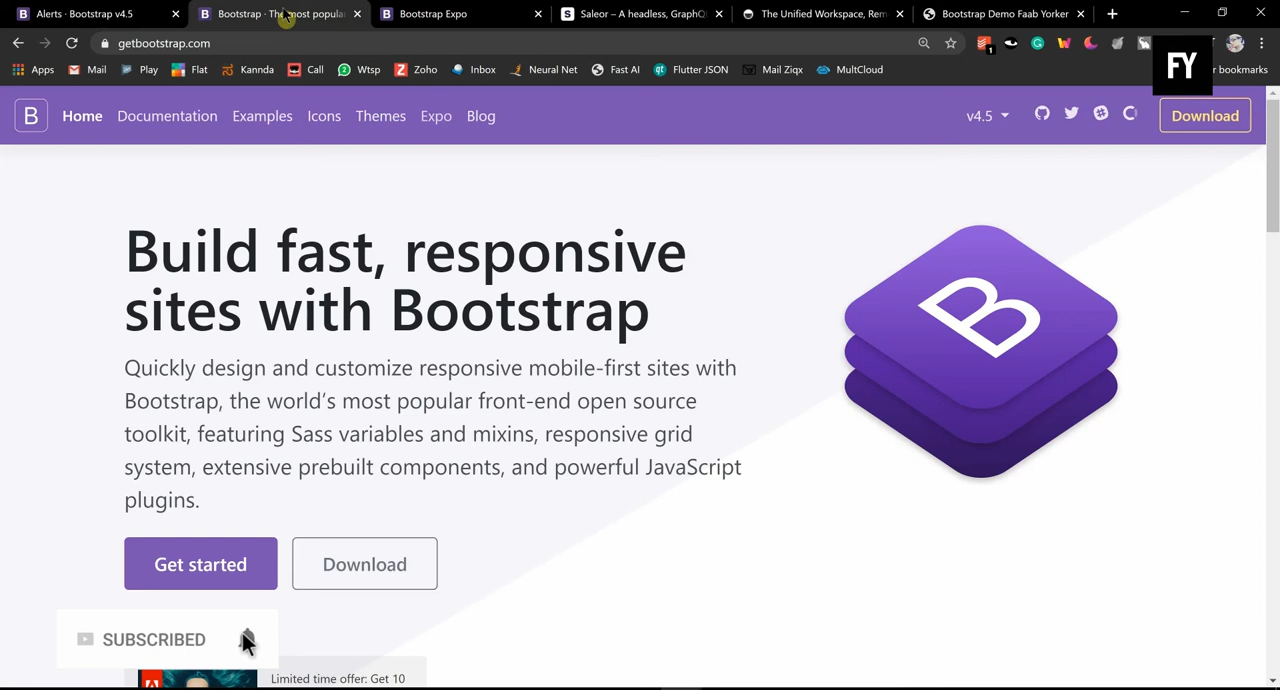 Alerts · Bootstrap v4.5
Bootstrap · The most popula
Bootstrap Expo
Saleor – A headless, GraphQ
The Unified Workspace, Rem
Bootstrap Demo Faab Yorker
getbootstrap.com
Apps
Mail
Play
Flat
Kannda
Call
Wtsp
Zoho
Inbox
Neural Net
Fast AI
Flutter JSON
Mail Ziqx
MultCloud
r bookmarks
FY
B
Home
Documentation
Examples
Icons
Themes
Expo
Blog
v4.5
Download
Build fast, responsive
sites with Bootstrap
Quickly design and customize responsive mobile-first sites with
Bootstrap, the world's most popular front-end open source
toolkit, featuring Sass variables and mixins, responsive grid
system, extensive prebuilt components, and powerful JavaScript
plugins.
B
Get started
Download
SUBSCRIBED
Limited time offer: Get 10